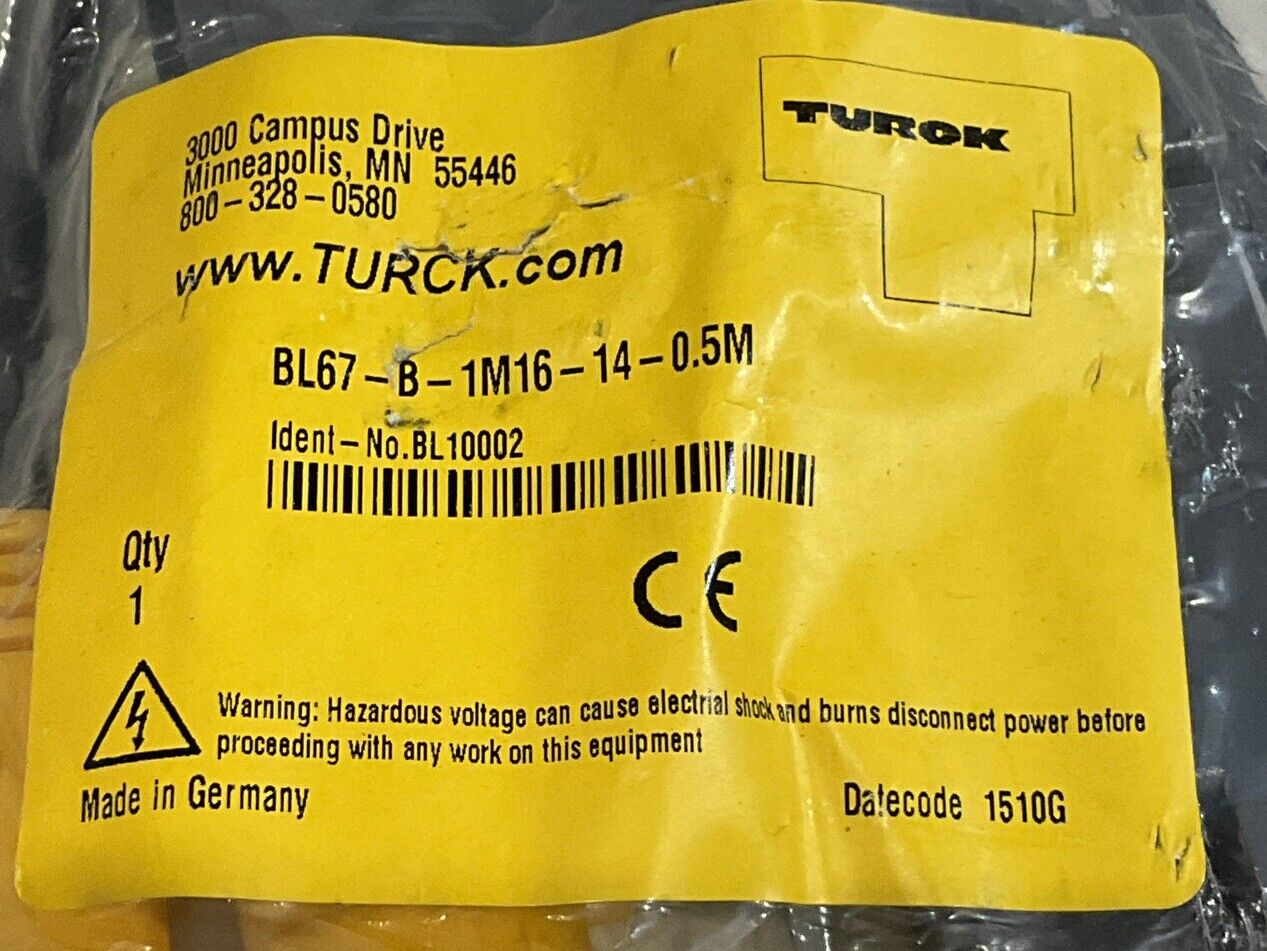 3000 Campus Drive
Minneapolis, MN 55446
800-328-0580
www.TURCK.com
TURCK
BL67-B-1M16-14-0.5M
Ident-No.BL10002
Qty
1
CE
Warning: Hazardous voltage can cause electrial shock and burns disconnect power before
proceeding with any work on this equipment
Made in Germany
Datecode 1510G